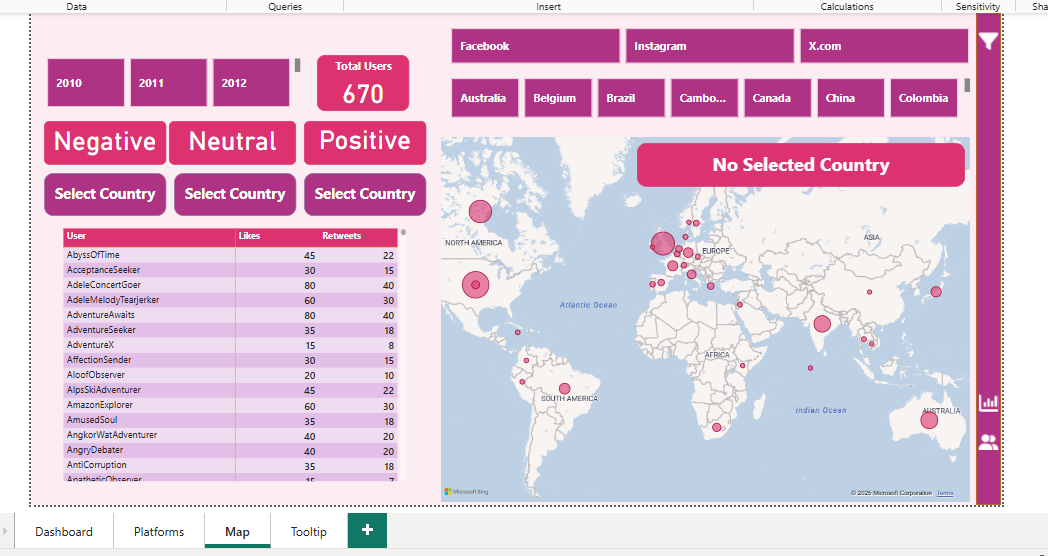 Data Queries Insert Calculations Sensitivity Sha
Facebook Instagram X.com
2010 2011 2012
Total Users
670
Australia Belgium Brazil Cambo... Canada China Colombia
Negative Neutral Positive
Select Country Select Country Select Country
No Selected Country
User Likes Retweets
AbyssOfTime 45 22
AcceptanceSeeker 30 15
AdeleConcertGoer 80 40
AdeleMelodyTearjerker 60 30
AdventureAwaits 80 40
AdventureSeeker 35 18
AdventureX 15 8
AffectionSender 30 15
AloofObserver 20 10
AlpsSkiAdventurer 45 22
AmazonExplorer 60 30
AmusedSoul 35 18
AngkorWatAdventurer 40 20
AngryDebater 40 20
AntiCorruption 35 18
ApatheticObserver 15 7
NORTH AMERICA
EUROPE
ASIA
Atlantic Ocean
AFRICA
SOUTH AMERICA
Indian Ocean
AUSTRALIA
Microsoft Bing
© 2025 Microsoft Corporation Terms
Dashboard Platforms Map Tooltip +